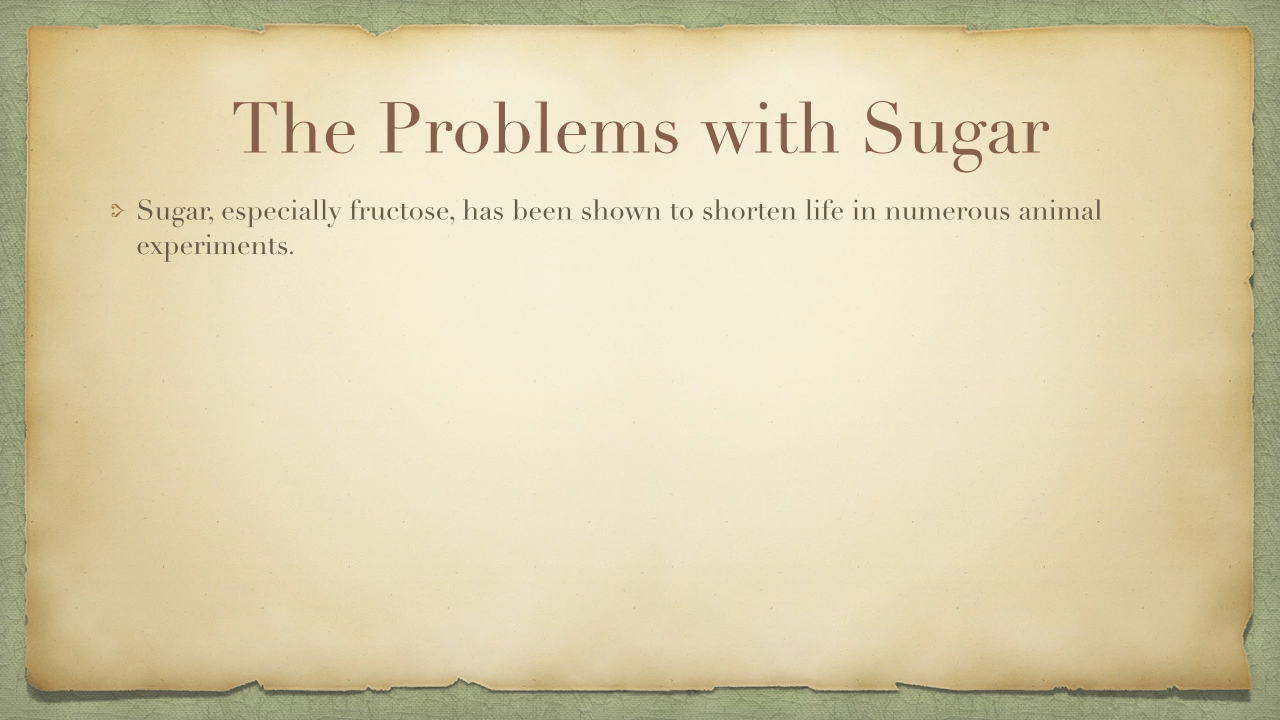 The Problems with Sugar
Sugar, especially fructose, has been shown to shorten life in numerous animal
experiments.